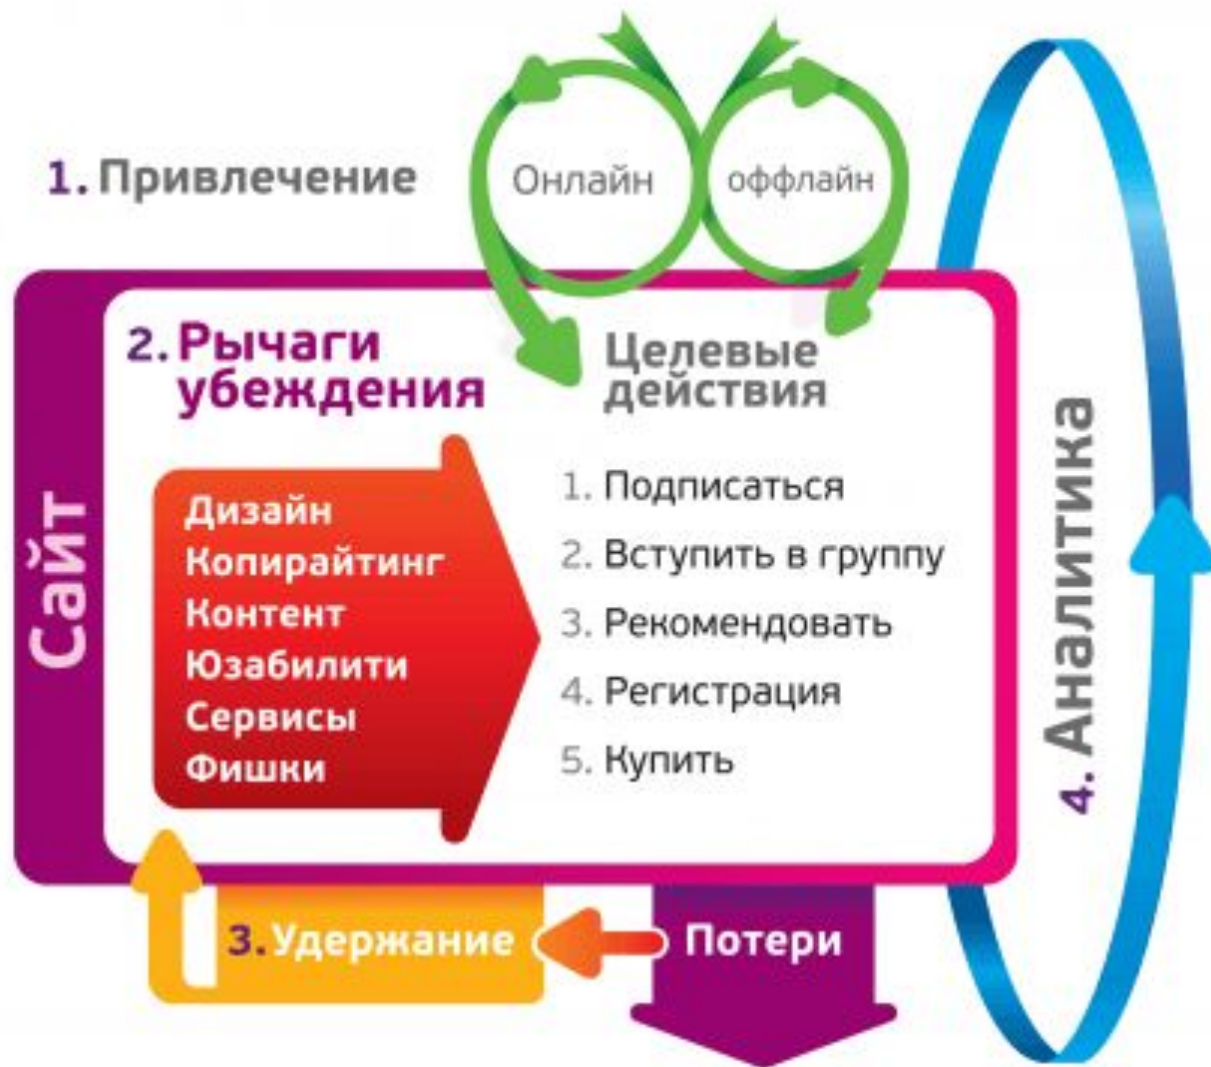 1. Привлечение
Онлайн
оффлайн
Сайт
2. Рычаги
убеждения
Дизайн
Копирайтинг
Контент
Юзабилити
Сервисы
Фишки
Целевые
действия
1. Подписаться
2. Вступить в группу
3. Рекомендовать
4. Регистрация
5. Купить
3. Удержание
Потери
4. Аналитика